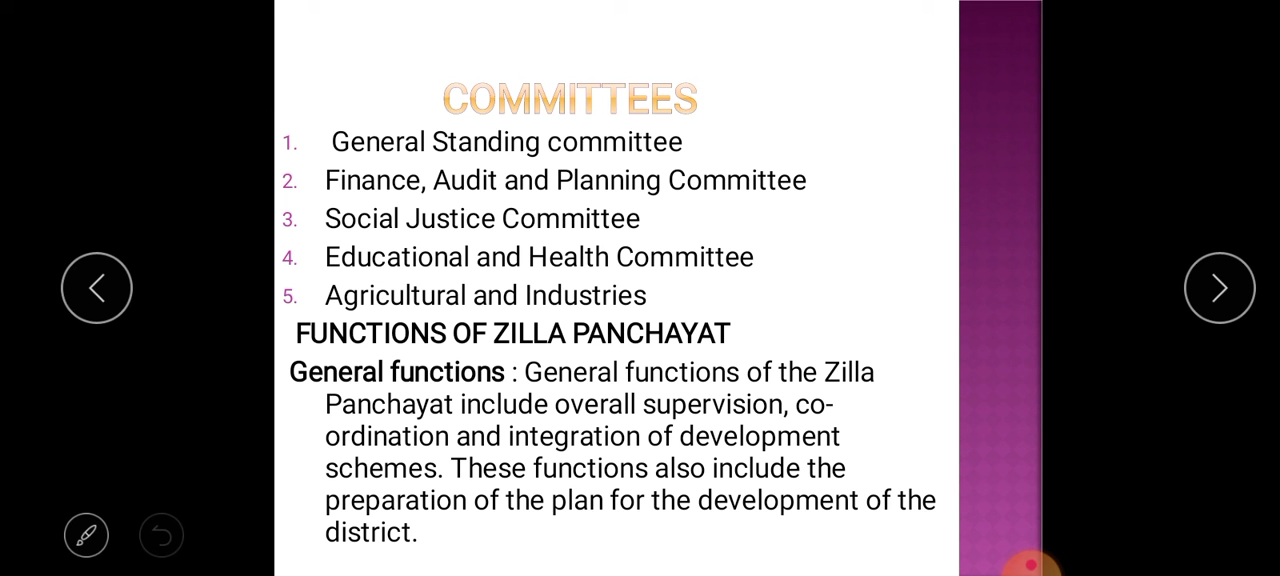 COMMITTEES
1. General Standing committee
2. Finance, Audit and Planning Committee
3. Social Justice Committee
4. Educational and Health Committee
5. Agricultural and Industries
FUNCTIONS OF ZILLA PANCHAYAT
General functions : General functions of the Zilla
Panchayat include overall supervision, co-
ordination and integration of development
schemes. These functions also include the
preparation of the plan for the development of the
district.